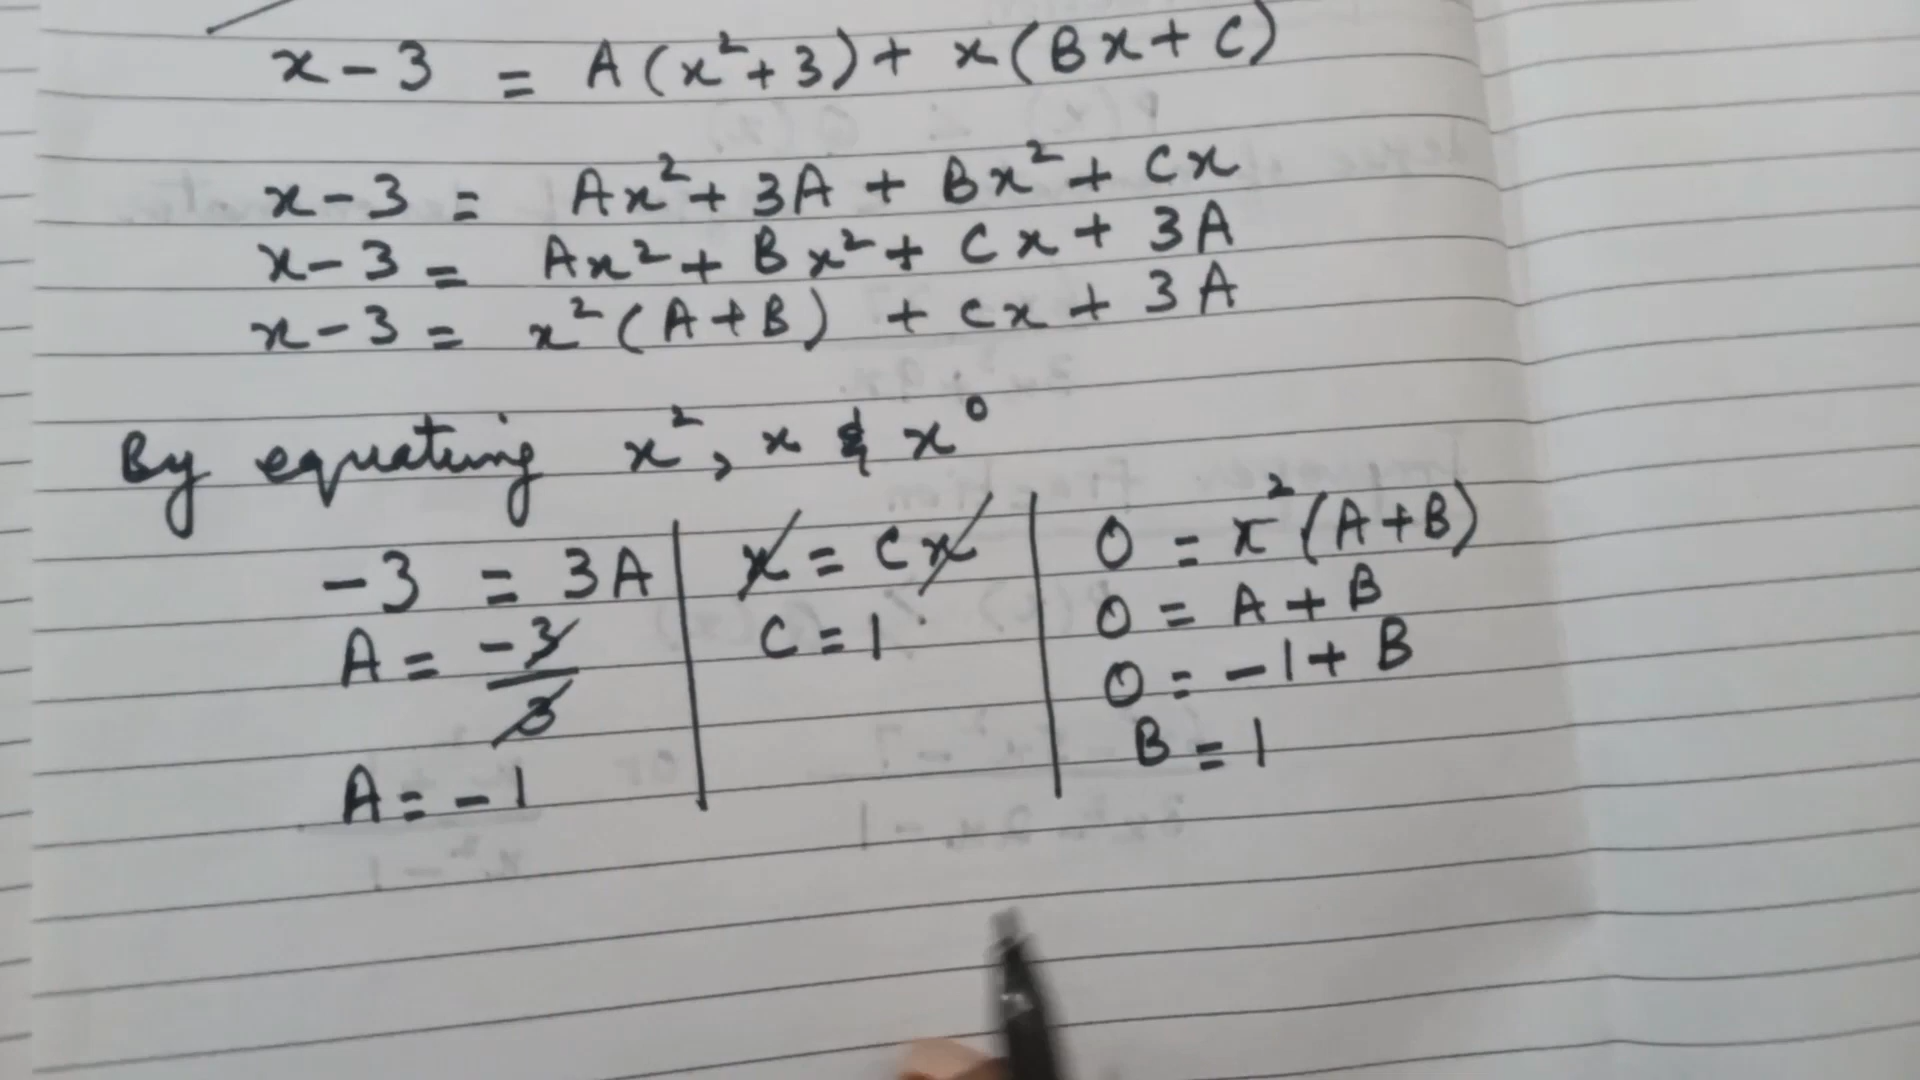 x - 3 = A(x²+3) + x(Bx + C)
x - 3 = Ax² + 3A + Bx² + Cx
x - 3 = Ax² + Bx² + Cx + 3A
x - 3 = x²(A+B) + cx + 3A
By equating x², x & x⁰
-3 = 3A
A = -3/3
A = -1
x = cx
C = 1
0 = x²(A+B)
0 = A + B
0 = -1 + B
B = 1